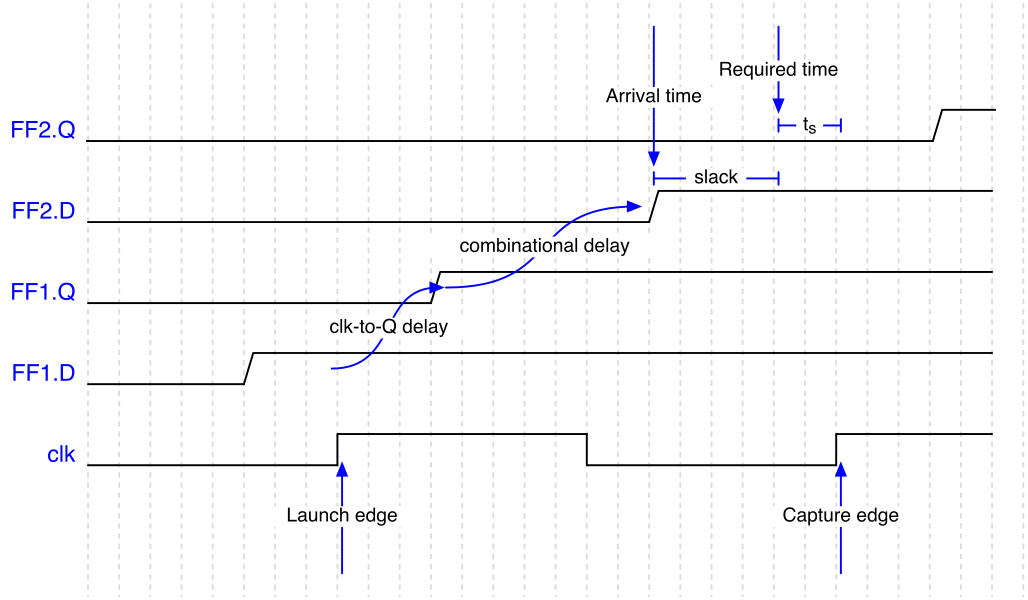 Required time
Arrival time
FF2.Q
ts
slack
FF2.D
combinational delay
FF1.Q
clk-to-Q delay
FF1.D
clk
Launch edge
Capture edge